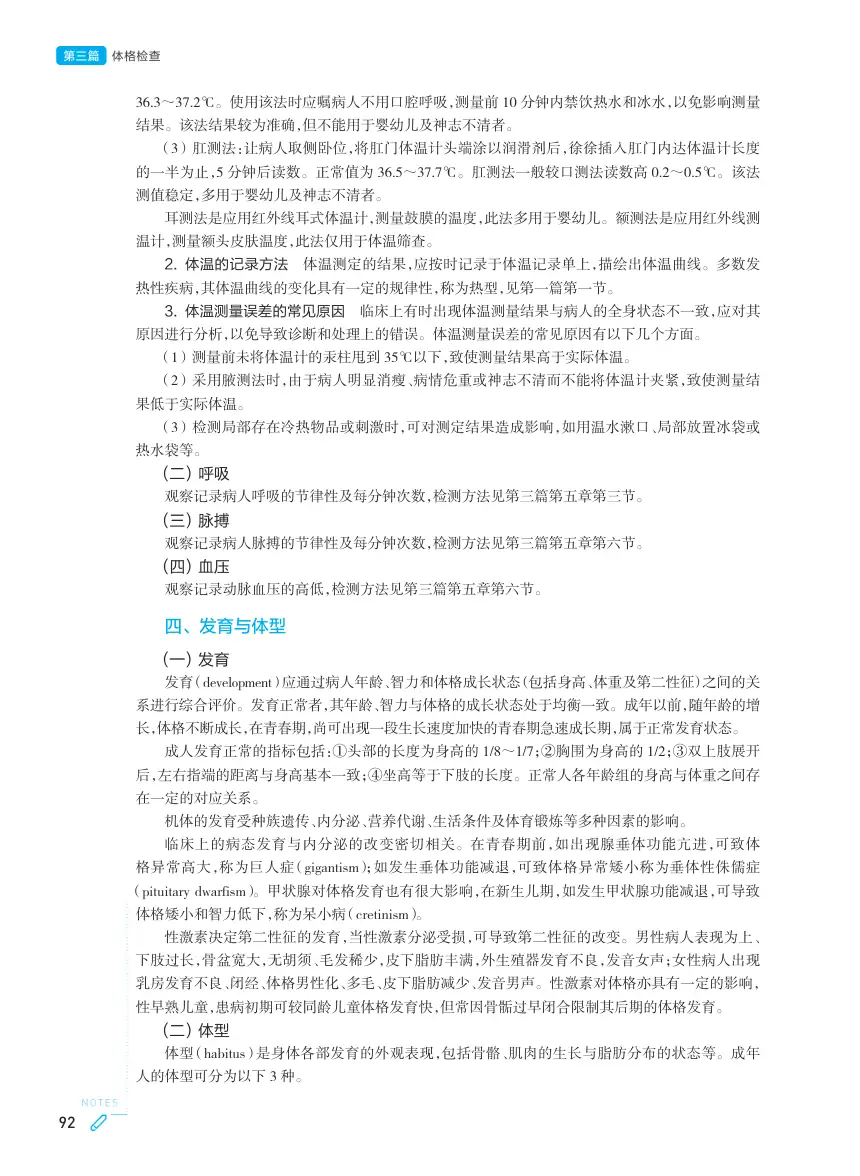 第三篇 体格检查
36.3～37.2℃。使用该法时应嘱病人不用口腔呼吸,测量前 10 分钟内禁饮热水和冰水,以免影响测量
结果。该法结果较为准确,但不能用于婴幼儿及神志不清者。
（3）肛测法:让病人取侧卧位,将肛门体温计头端涂以润滑剂后,徐徐插入肛门内达体温计长度
的一半为止,5 分钟后读数。正常值为 36.5～37.7℃。肛测法一般较口测法读数高 0.2～0.5℃。该法
测值稳定,多用于婴幼儿及神志不清者。
耳测法是应用红外线耳式体温计,测量鼓膜的温度,此法多用于婴幼儿。额测法是应用红外线测
温计,测量额头皮肤温度,此法仅用于体温筛查。
2. 体温的记录方法 体温测定的结果,应按时记录于体温记录单上,描绘出体温曲线。多数发
热性疾病,其体温曲线的变化具有一定的规律性,称为热型,见第一篇第一节。
3. 体温测量误差的常见原因 临床上有时出现体温测量结果与病人的全身状态不一致,应对其
原因进行分析,以免导致诊断和处理上的错误。体温测量误差的常见原因有以下几个方面。
（1）测量前未将体温计的汞柱甩到 35℃以下,致使测量结果高于实际体温。
（2）采用腋测法时,由于病人明显消瘦、病情危重或神志不清而不能将体温计夹紧,致使测量结
果低于实际体温。
（3）检测局部存在冷热物品或刺激时,可对测定结果造成影响,如用温水漱口、局部放置冰袋或
热水袋等。
（二）呼吸
观察记录病人呼吸的节律性及每分钟次数,检测方法见第三篇第五章第三节。
（三）脉搏
观察记录病人脉搏的节律性及每分钟次数,检测方法见第三篇第五章第六节。
（四）血压
观察记录动脉血压的高低,检测方法见第三篇第五章第六节。
四、发育与体型
（一）发育
发育（development）应通过病人年龄、智力和体格成长状态（包括身高、体重及第二性征）之间的关
系进行综合评价。发育正常者,其年龄、智力与体格的成长状态处于均衡一致。成年以前,随年龄的增
长,体格不断成长,在青春期,尚可出现一段生长速度加快的青春期急速成长期,属于正常发育状态。
成人发育正常的指标包括:①头部的长度为身高的 1/8～1/7;②胸围为身高的 1/2;③双上肢展开
后,左右指端的距离与身高基本一致;④坐高等于下肢的长度。正常人各年龄组的身高与体重之间存
在一定的对应关系。
机体的发育受种族遗传、内分泌、营养代谢、生活条件及体育锻炼等多种因素的影响。
临床上的病态发育与内分泌的改变密切相关。在青春期前,如出现腺垂体功能亢进,可致体
格异常高大,称为巨人症（gigantism）;如发生垂体功能减退,可致体格异常矮小称为垂体性侏儒症
（pituitary dwarfism）。甲状腺对体格发育也有很大影响,在新生儿期,如发生甲状腺功能减退,可导致
体格矮小和智力低下,称为呆小病（cretinism）。
性激素决定第二性征的发育,当性激素分泌受损,可导致第二性征的改变。男性病人表现为上、
下肢过长,骨盆宽大,无胡须、毛发稀少,皮下脂肪丰满,外生殖器发育不良,发音女声;女性病人出现
乳房发育不良、闭经、体格男性化、多毛、皮下脂肪减少、发音男声。性激素对体格亦具有一定的影响,
性早熟儿童,患病初期可较同龄儿童体格发育快,但常因骨骺过早闭合限制其后期的体格发育。
（二）体型
体型（habitus）是身体各部发育的外观表现,包括骨骼、肌肉的生长与脂肪分布的状态等。成年
人的体型可分为以下 3 种。
NOTES
92